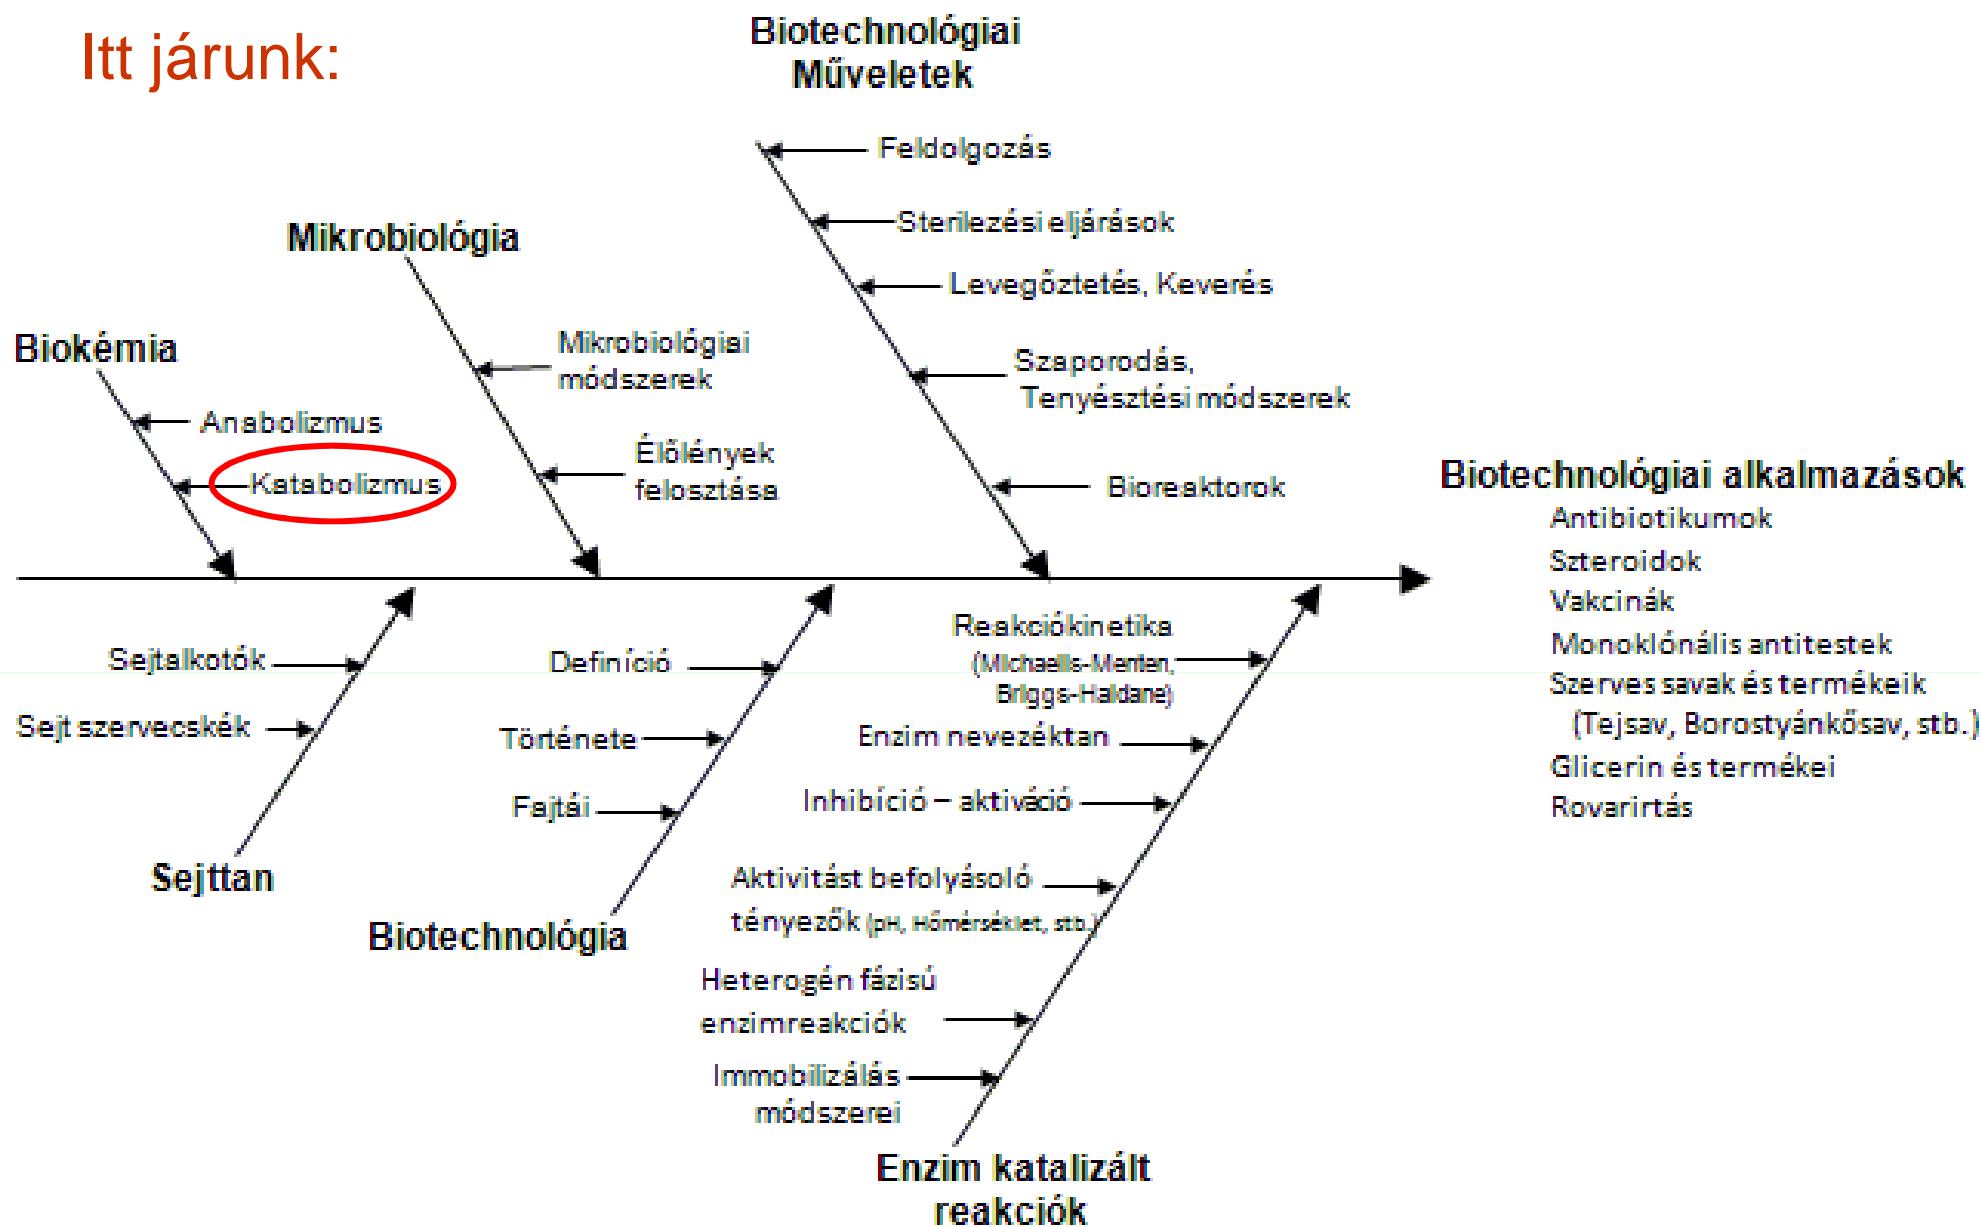 Itt járunk:
Biotechnológiai
Műveletek
Feldolgozás
Sterilezési eljárások
Levegőztetés, Keverés
Szaporodás,
Tenyésztési módszerek
Bioreaktorok
Mikrobiológia
Mikrobiológiai
módszerek
Élőlények
felosztása
Biokémia
Anabolizmus
Katabolizmus
Biotechnológiai alkalmazások
Antibiotikumok
Szteroidok
Vakcinák
Monoklónális antitestek
Szerves savak és termékeik
(Tejsav, Borostyánkősav, stb.)
Glicerin és termékei
Rovarirtás
Sejtalkotók
Sejt szervecskék
Sejttan
Definíció
Története
Fajtái
Biotechnológia
Reakciókinetika
(Michaelis-Menten,
Briggs-Haldane)
Enzim nevezéktan
Inhibíció – aktiváció
Aktivitást befolyásoló
tényezők (pH, Hőmérséklet, stb.)
Heterogén fázisú
enzimreakciók
Immobilizálás
módszerei
Enzim katalizált
reakciók